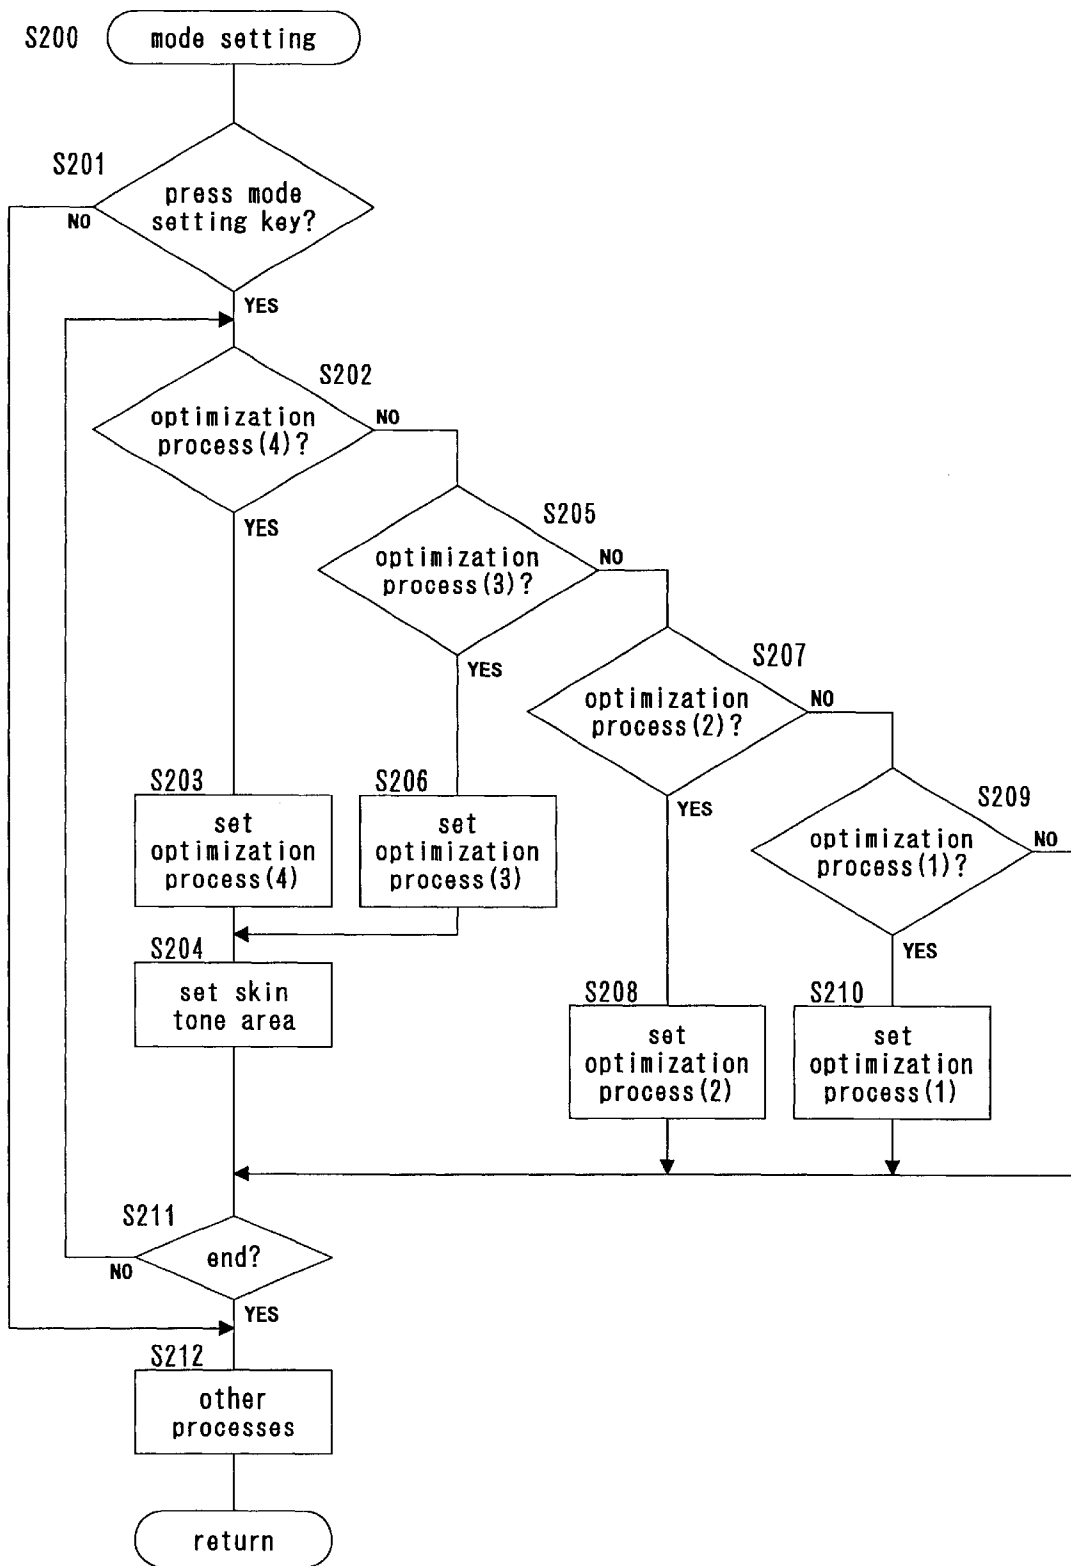 S200
mode setting
S201
press mode
setting key?
NO
YES
S202
optimization
process(4)?
NO
YES
S205
optimization
process(3)?
NO
YES
S207
optimization
process(2)?
NO
YES
S209
optimization
process(1)?
NO
YES
S203
set
optimization
process(4)
S206
set
optimization
process(3)
S204
set skin
tone area
S208
set
optimization
process(2)
S210
set
optimization
process(1)
S211
end?
NO
YES
S212
other
processes
return